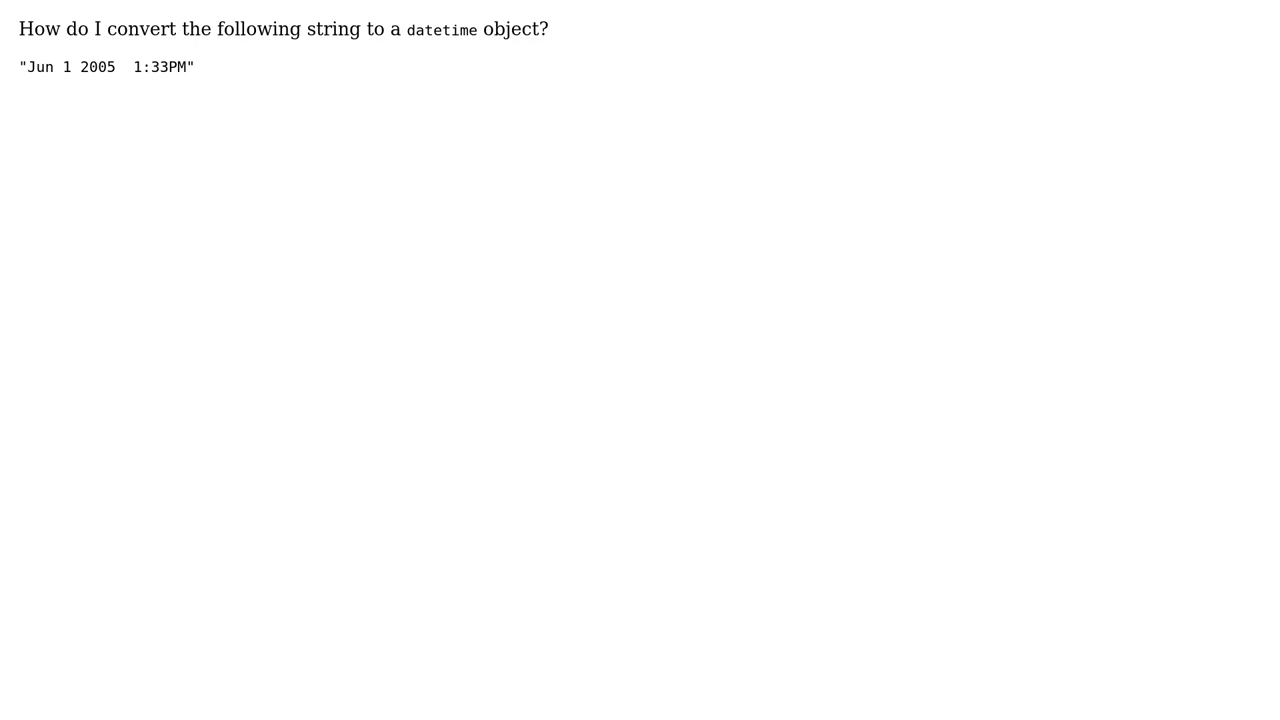 How do I convert the following string to a datetime object?
"Jun 1 2005  1:33PM"